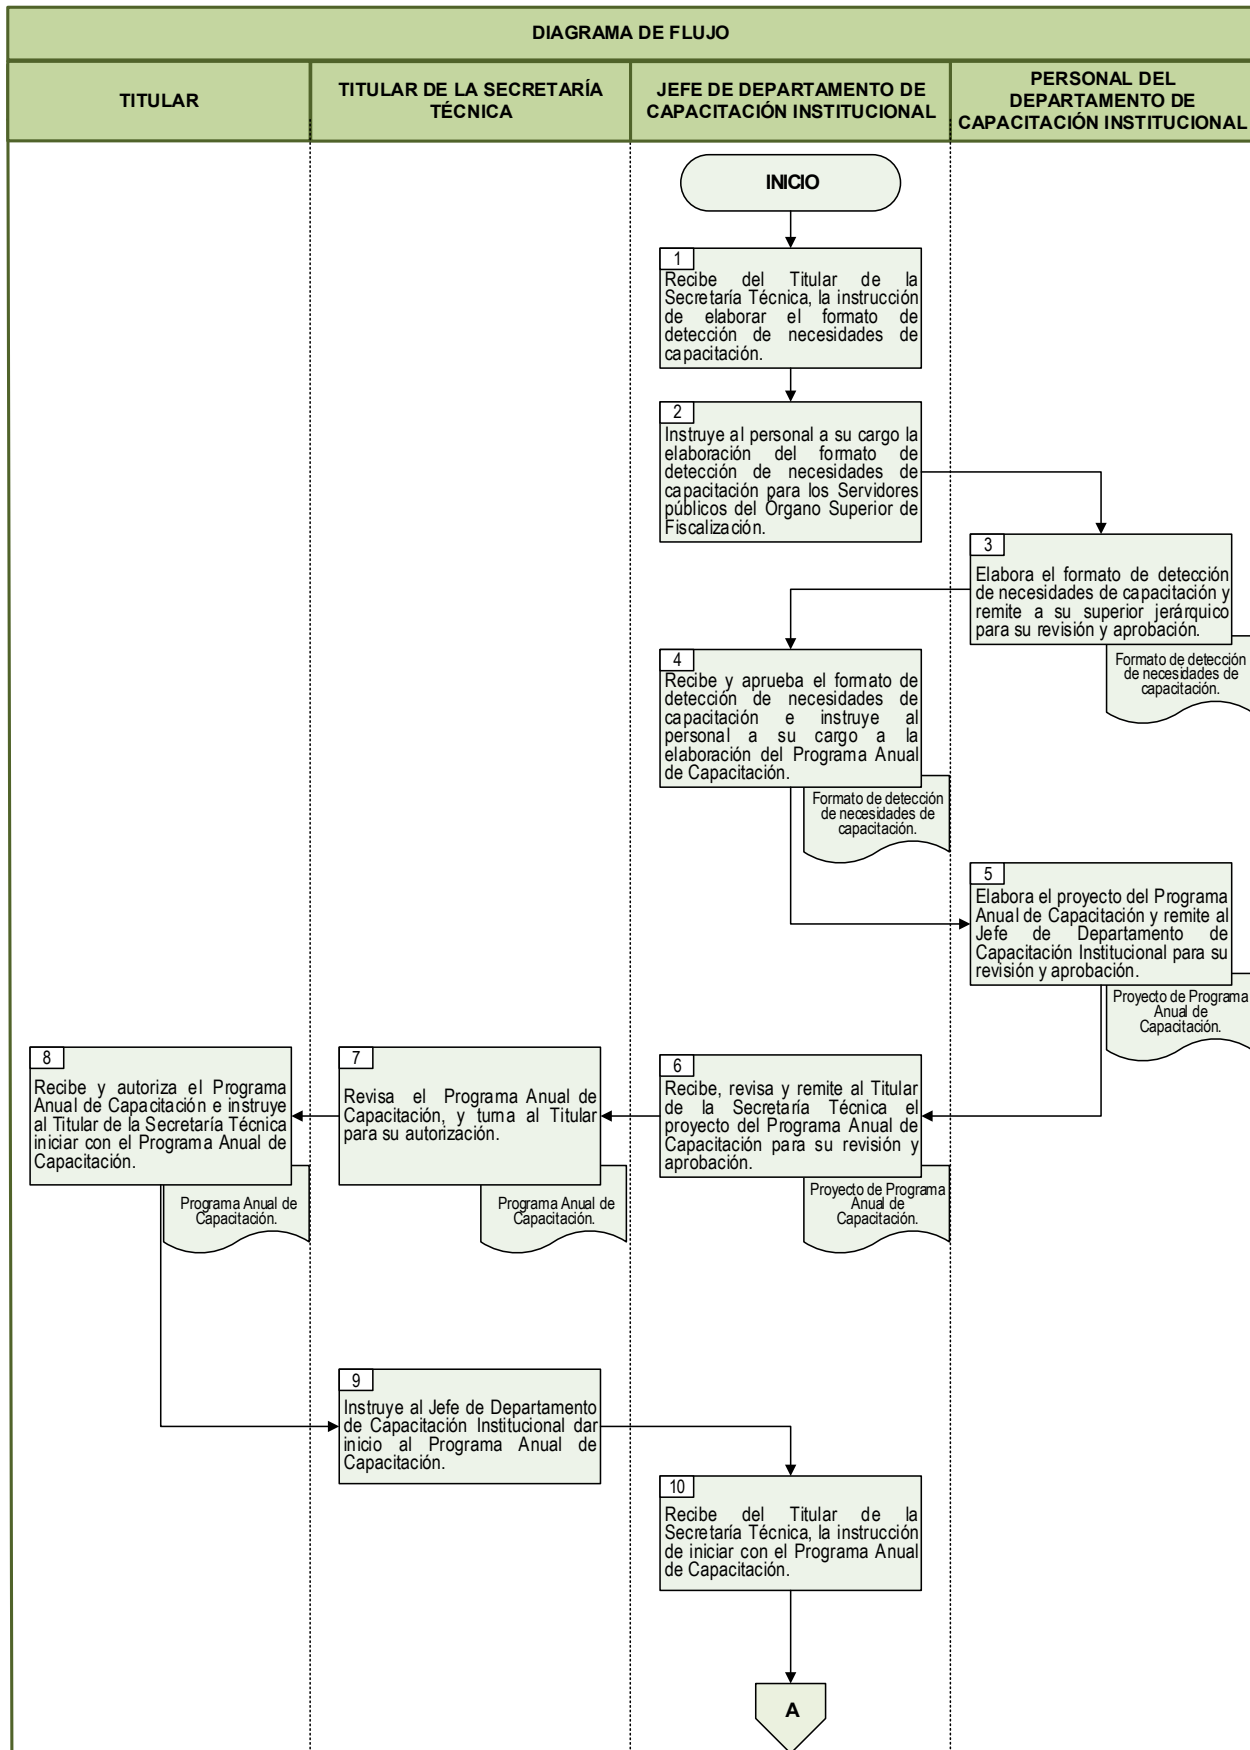 DIAGRAMA DE FLUJO
TITULAR
TITULAR DE LA SECRETARÍA
TÉCNICA
JEFE DE DEPARTAMENTO DE
CAPACITACIÓN INSTITUCIONAL
PERSONAL DEL
DEPARTAMENTO DE
CAPACITACIÓN INSTITUCIONAL
INICIO
1
Recibe del Titular de la
Secretaría Técnica, la instrucción
de elaborar el formato de
detección de necesidades de
capacitación.
2
Instruye al personal a su cargo la
elaboración del formato de
detección de necesidades de
capacitación para los Servidores
públicos del Órgano Superior de
Fiscalización.
3
Elabora el formato de detección
de necesidades de capacitación y
remite a su superior jerárquico
para su revisión y aprobación.
Formato de detección
de necesidades de
capacitación.
4
Recibe y aprueba el formato de
detección de necesidades de
capacitación e instruye al
personal a su cargo a la
elaboración del Programa Anual
de Capacitación.
Formato de detección
de necesidades de
capacitación.
5
Elabora el proyecto del Programa
Anual de Capacitación y remite al
Jefe de Departamento de
Capacitación Institucional para su
revisión y aprobación.
Proyecto de Programa
Anual de
Capacitación.
6
Recibe, revisa y remite al Titular
de la Secretaría Técnica el
proyecto del Programa Anual de
Capacitación para su revisión y
aprobación.
Proyecto de Programa
Anual de
Capacitación.
7
Revisa el Programa Anual de
Capacitación, y turna al Titular
para su autorización.
Programa Anual de
Capacitación.
8
Recibe y autoriza el Programa
Anual de Capacitación e instruye
al Titular de la Secretaría Técnica
iniciar con el Programa Anual de
Capacitación.
Programa Anual de
Capacitación.
9
Instruye al Jefe de Departamento
de Capacitación Institucional dar
inicio al Programa Anual de
Capacitación.
10
Recibe del Titular de la
Secretaría Técnica, la instrucción
de iniciar con el Programa Anual
de Capacitación.
A